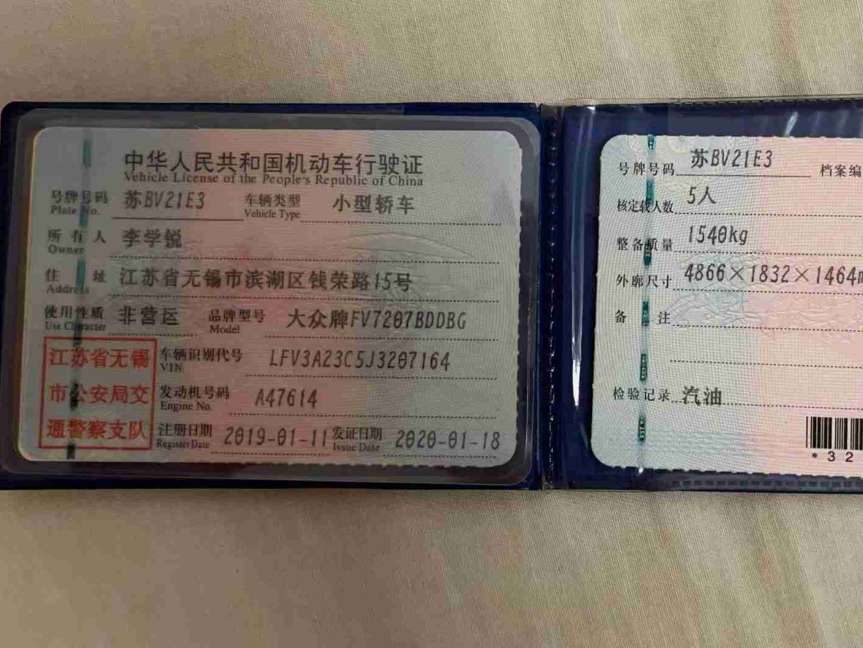 中华人民共和国机动车行驶证
Vehicle License of the People's Republic of China
号牌号码 苏BV21E3 车辆类型 小型轿车
Plate No. Vehicle Type
所有人 李学锐
Owner
住址 江苏省无锡市滨湖区钱荣路15号
Address
使用性质 非营运 品牌型号 大众牌FV7207BDDBG
Use Character Model
江苏省无锡
市公安局交
通警察支队
车辆识别代号 LFV3A23C5J3207164
VIN
发动机号码 A47614
Engine No.
注册日期 2019-01-11 发证日期 2020-01-18
Register Date Issue Date
号牌号码 苏BV21E3 档案编
核定载人数 5人
整备质量 1540kg
外廓尺寸 4866×1832×1464
备注
检验记录 汽油
*32